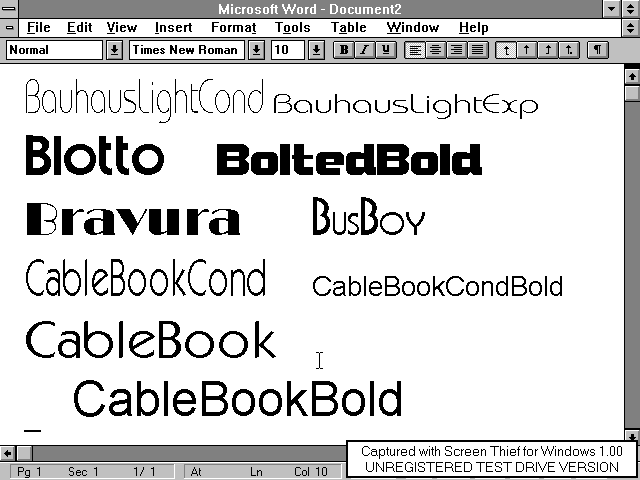 Microsoft Word - Document2
File Edit View Insert Format Tools Table Window Help
Normal Times New Roman 10 B I U ¶
BauhausLightCond BauhausLightExp
Blotto BoltedBold
Bravura BusBoy
CableBookCond CableBookCondBold
CableBook
CableBookBold
Pg 1 Sec 1 1/ 1 At Ln Col 10
Captured with Screen Thief for Windows 1.00
UNREGISTERED TEST DRIVE VERSION